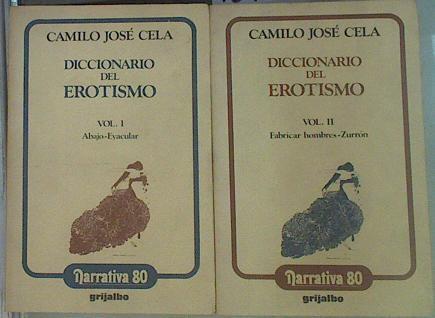 CAMILO JOSÉ CELA
DICCIONARIO
DEL
EROTISMO
VOL. I
Abajo-Eyacular
Narrativa 80
grijalbo
CAMILO JOSÉ CELA
DICCIONARIO
DEL
EROTISMO
VOL. II
Fabricar hombres-Zurrón
Narrativa 80
grijalbo